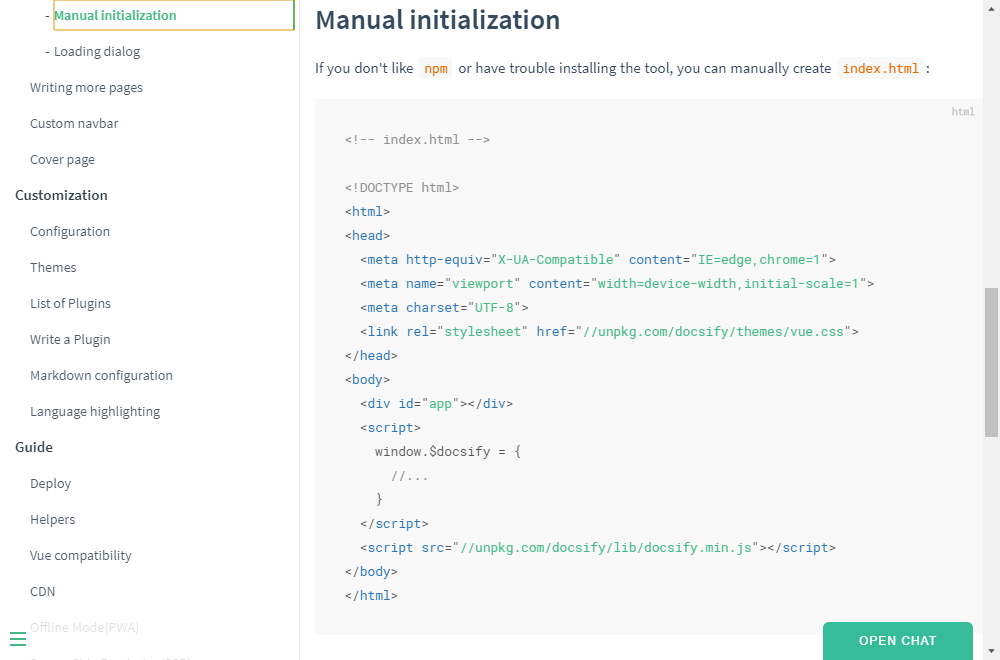 - Manual initialization
- Loading dialog
Writing more pages
Custom navbar
Cover page
Customization
Configuration
Themes
List of Plugins
Write a Plugin
Markdown configuration
Language highlighting
Guide
Deploy
Helpers
Vue compatibility
CDN
Offline Mode(PWA)
Manual initialization
If you don't like npm or have trouble installing the tool, you can manually create index.html :
html
<!-- index.html -->
<!DOCTYPE html>
<html>
<head>
<meta http-equiv="X-UA-Compatible" content="IE=edge,chrome=1">
<meta name="viewport" content="width=device-width,initial-scale=1">
<meta charset="UTF-8">
<link rel="stylesheet" href="//unpkg.com/docsify/themes/vue.css">
</head>
<body>
<div id="app"></div>
<script>
window.$docsify = {
//...
}
</script>
<script src="//unpkg.com/docsify/lib/docsify.min.js"></script>
</body>
</html>
OPEN CHAT